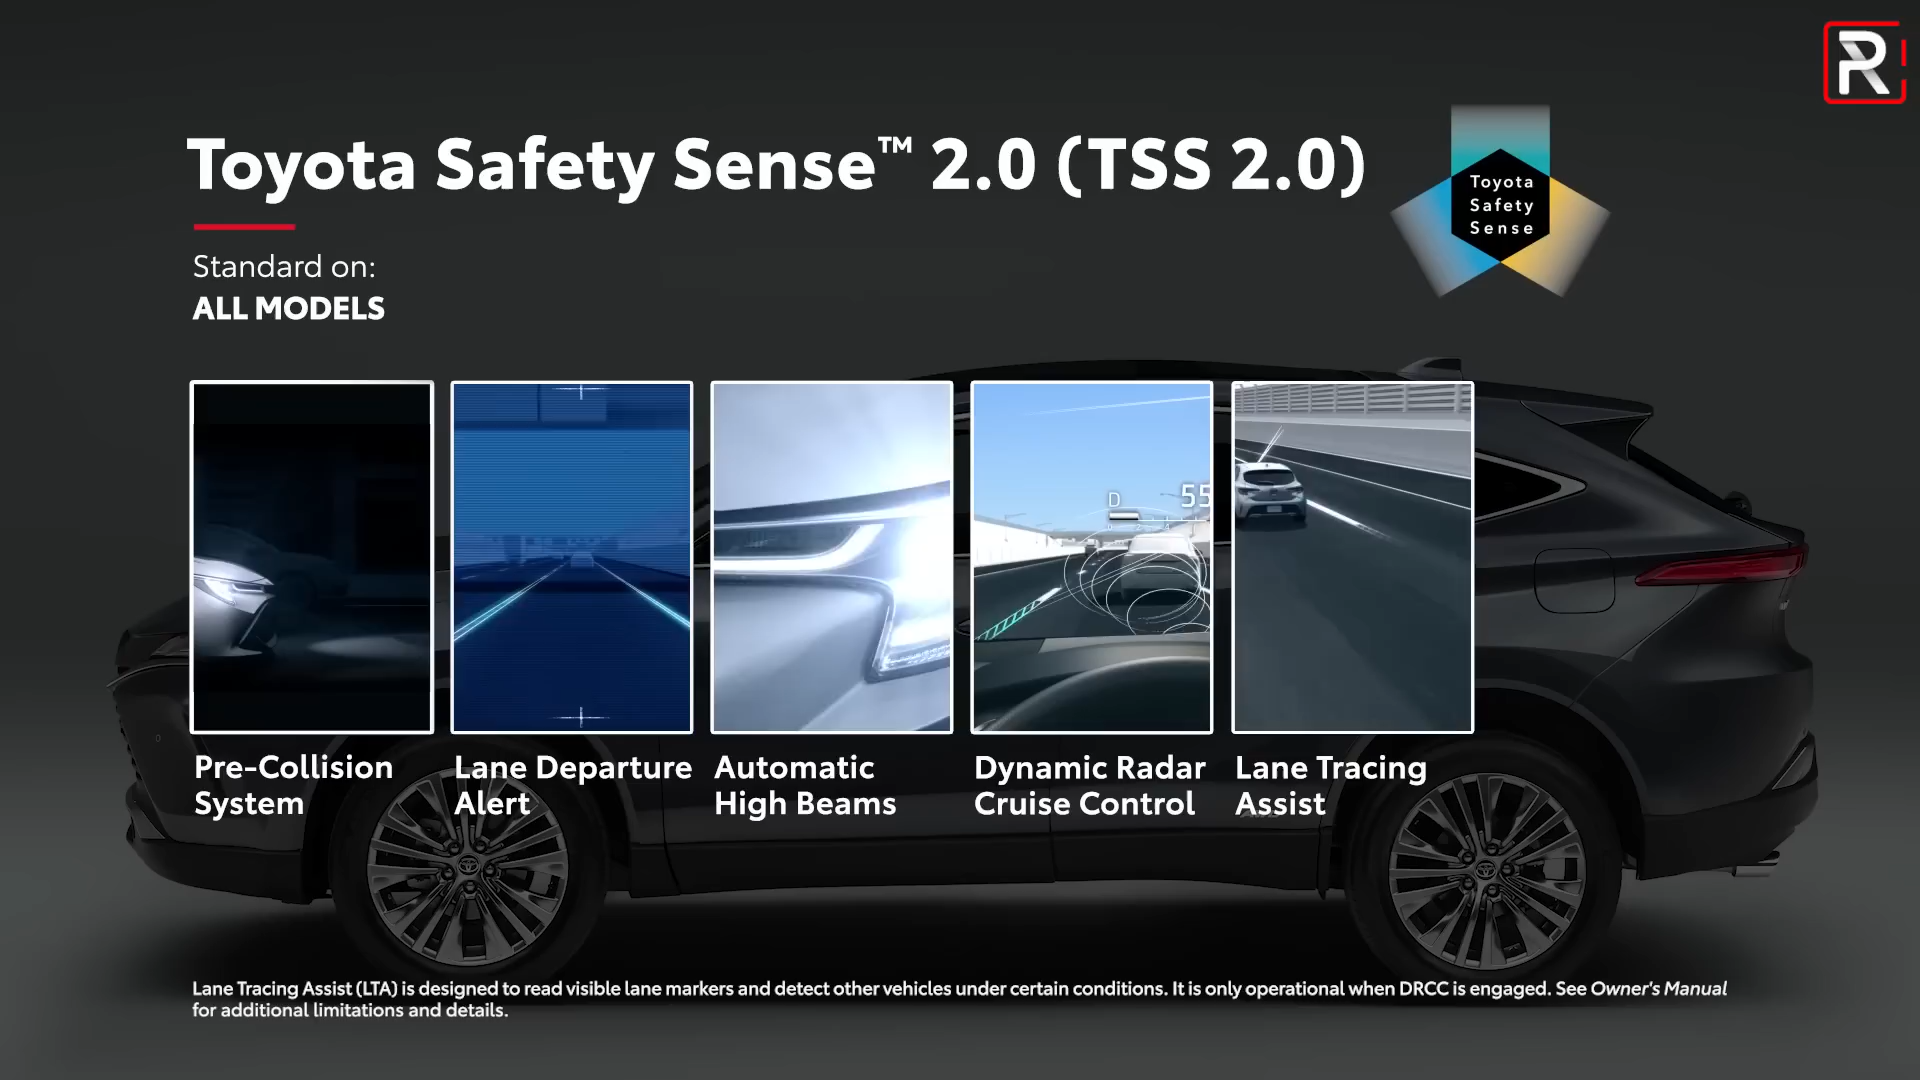 Toyota Safety Sense™ 2.0 (TSS 2.0)
Toyota
Safety
Sense
Standard on:
ALL MODELS
D
55
Pre-Collision
System
Lane Departure
Alert
Automatic
High Beams
Dynamic Radar
Cruise Control
Lane Tracing
Assist
Lane Tracing Assist (LTA) is designed to read visible lane markers and detect other vehicles under certain conditions. It is only operational when DRCC is engaged. See Owner's Manual
for additional limitations and details.
R